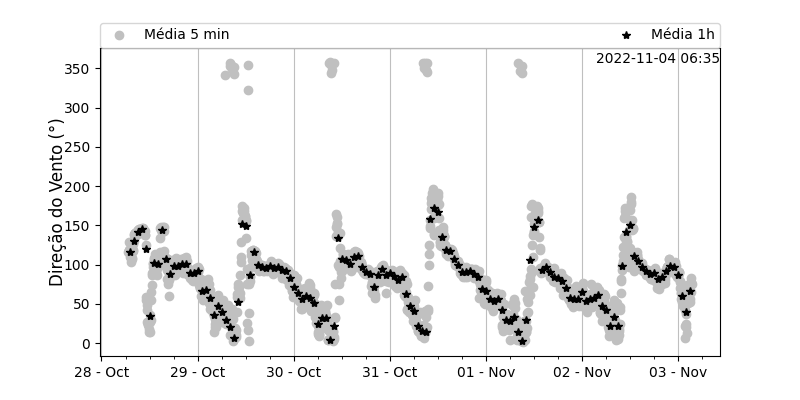 Média 5 min
Média 1h
2022-11-04 06:35
Direção do Vento (°)
350
300
250
200
150
100
50
0
28 - Oct
29 - Oct
30 - Oct
31 - Oct
01 - Nov
02 - Nov
03 - Nov